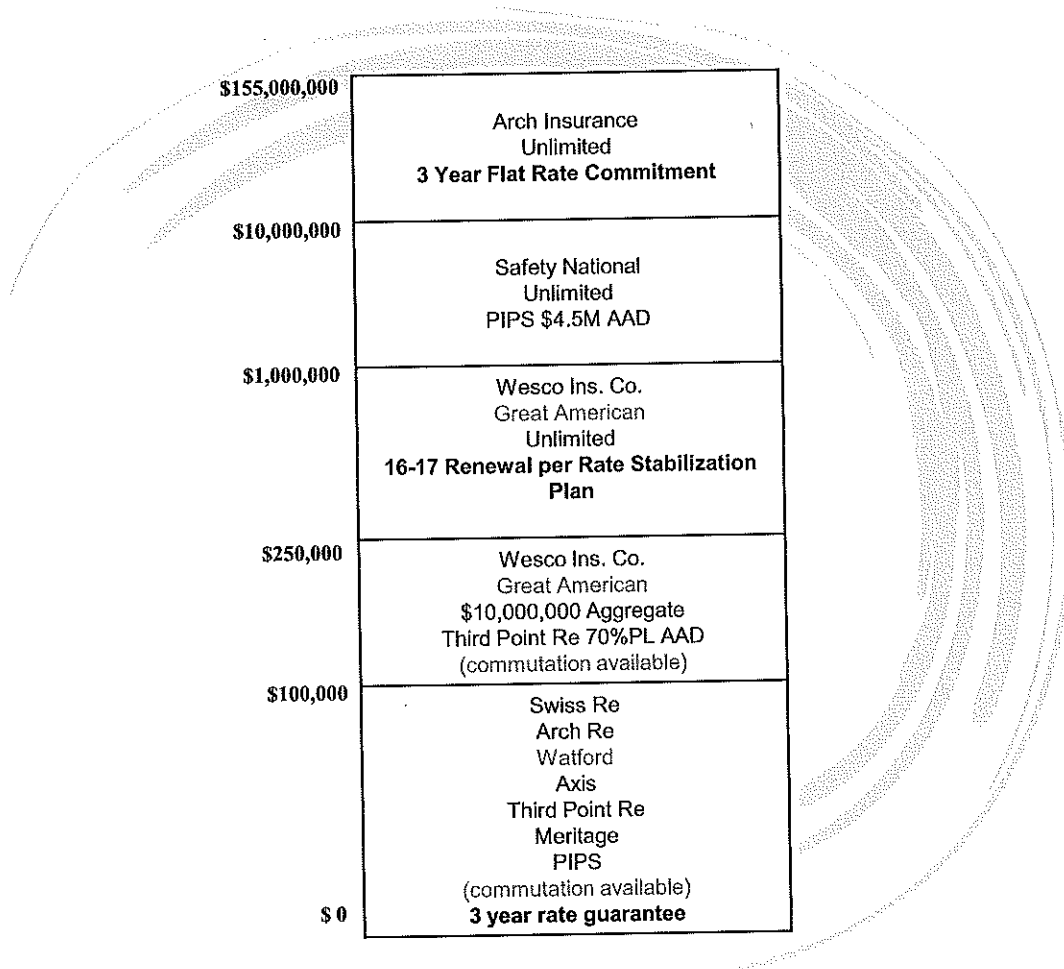 $155,000,000
Arch Insurance
Unlimited
3 Year Flat Rate Commitment
$10,000,000
Safety National
Unlimited
PIPS $4.5M AAD
$1,000,000
Wesco Ins. Co.
Great American
Unlimited
16-17 Renewal per Rate Stabilization
Plan
$250,000
Wesco Ins. Co.
Great American
$10,000,000 Aggregate
Third Point Re 70%PL AAD
(commutation available)
$100,000
Swiss Re
Arch Re
Watford
Axis
Third Point Re
Meritage
PIPS
(commutation available)
$ 0
3 year rate guarantee